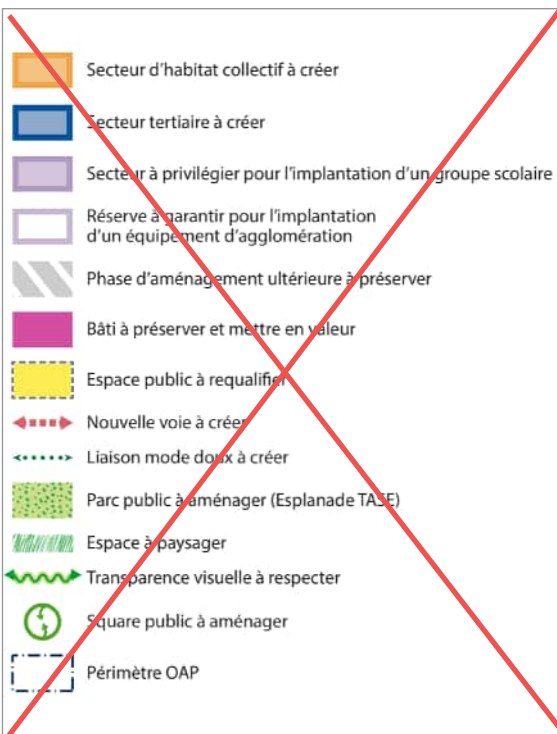 Secteur d'habitat collectif à créer
Secteur tertiaire à créer
Secteur à privilégier pour l'implantation d'un groupe scolaire
Réserve à garantir pour l'implantation
d'un équipement d'agglomération
Phase d'aménagement ultérieure à préserver
Bâti à préserver et mettre en valeur
Espace public à requalifier
Nouvelle voie à créer
Liaison mode doux à créer
Parc public à aménager (Esplanade TASE)
Espace à paysager
Transparence visuelle à respecter
Square public à aménager
Périmètre OAP